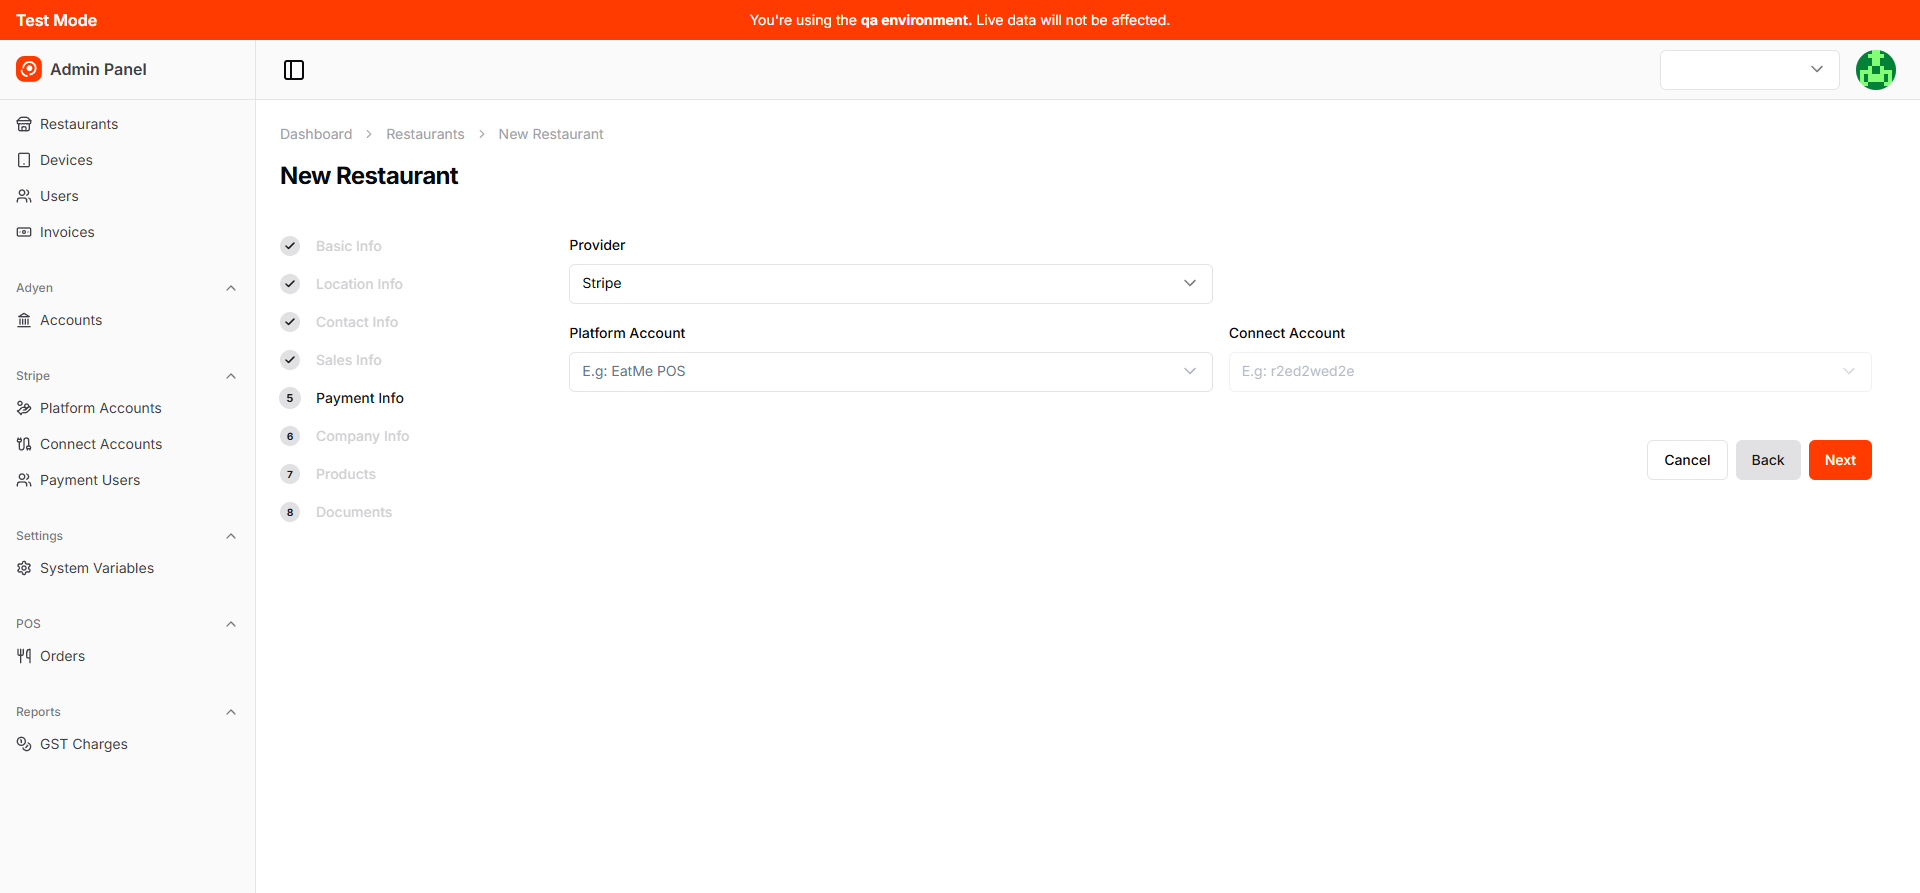 Test Mode
You're using the qa environment. Live data will not be affected.
Admin Panel
Restaurants
Devices
Users
Invoices
Adyen
Accounts
Stripe
Platform Accounts
Connect Accounts
Payment Users
Settings
System Variables
POS
Orders
Reports
GST Charges
Dashboard > Restaurants > New Restaurant
New Restaurant
Basic Info
Location Info
Contact Info
Sales Info
5 Payment Info
6 Company Info
7 Products
8 Documents
Provider
Stripe
Platform Account
E.g: EatMe POS
Connect Account
E.g: r2ed2wed2e
Cancel
Back
Next